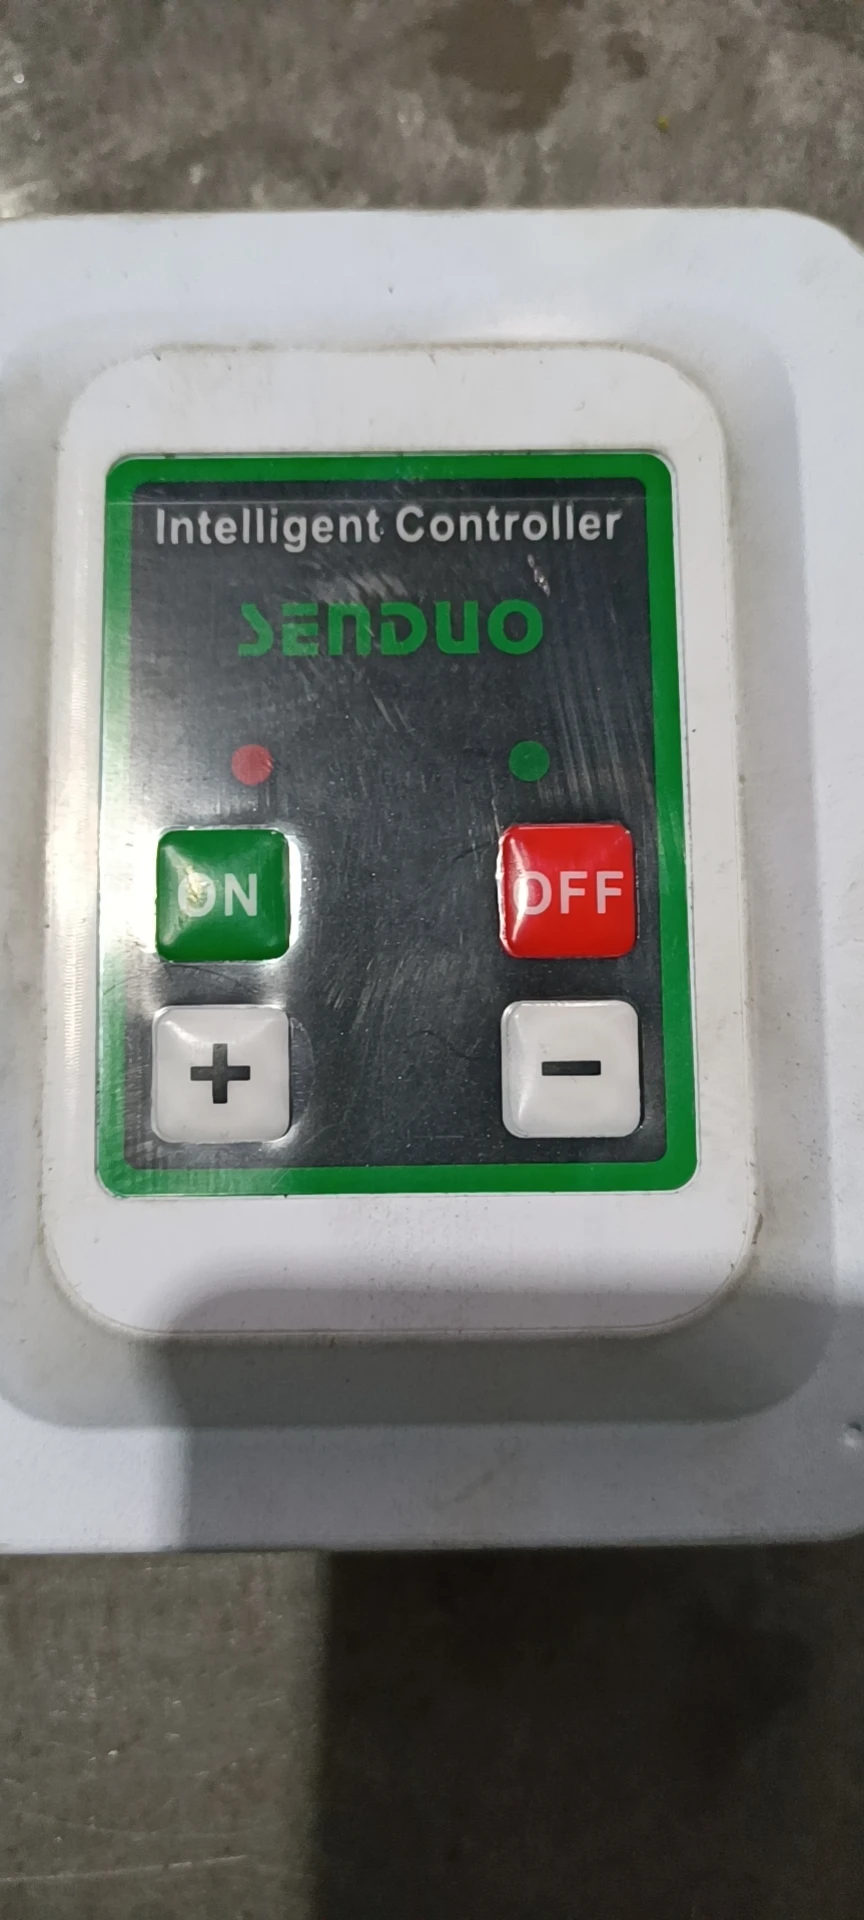 Intelligent Controller
SENDUO
ON OFF
+ -